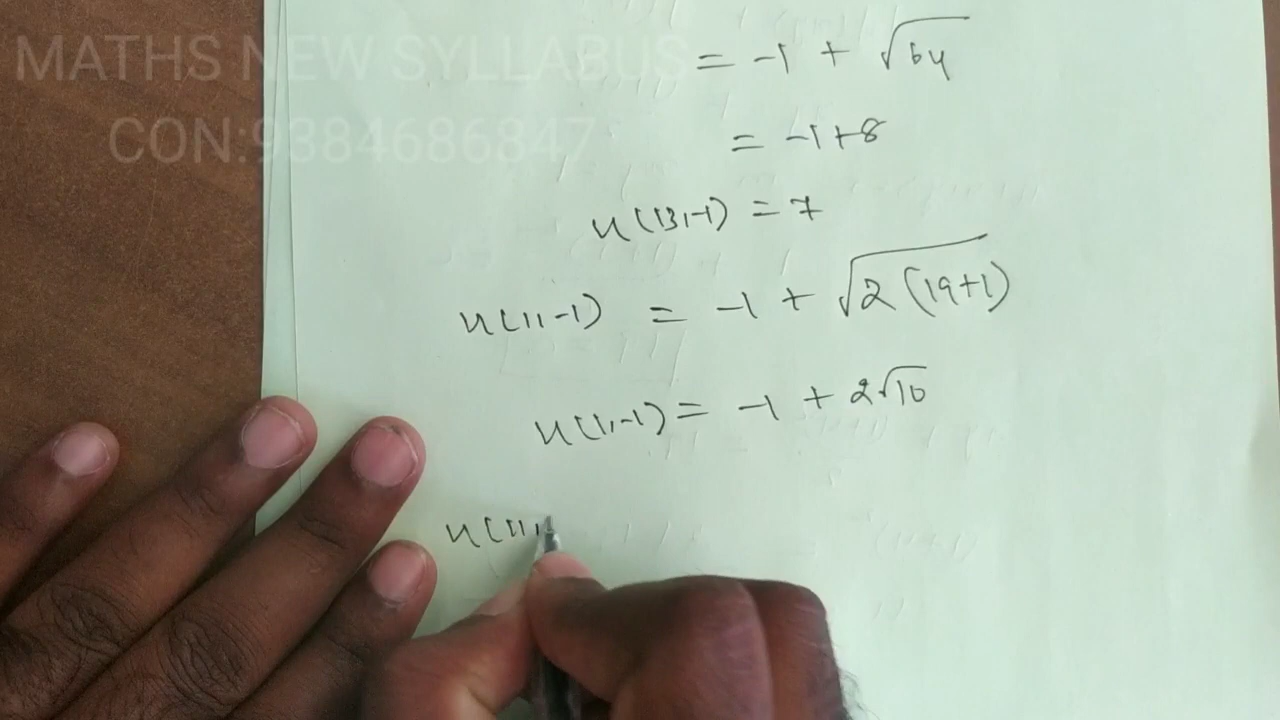 MATHS NEW SYLLABUS
CON:9384686847
= -1 + √64
= -1+8
u(13,-1) = 7
u(11-1) = -1 + √2(19+1)
u(1,-1) = -1 + 2√10
u(11,